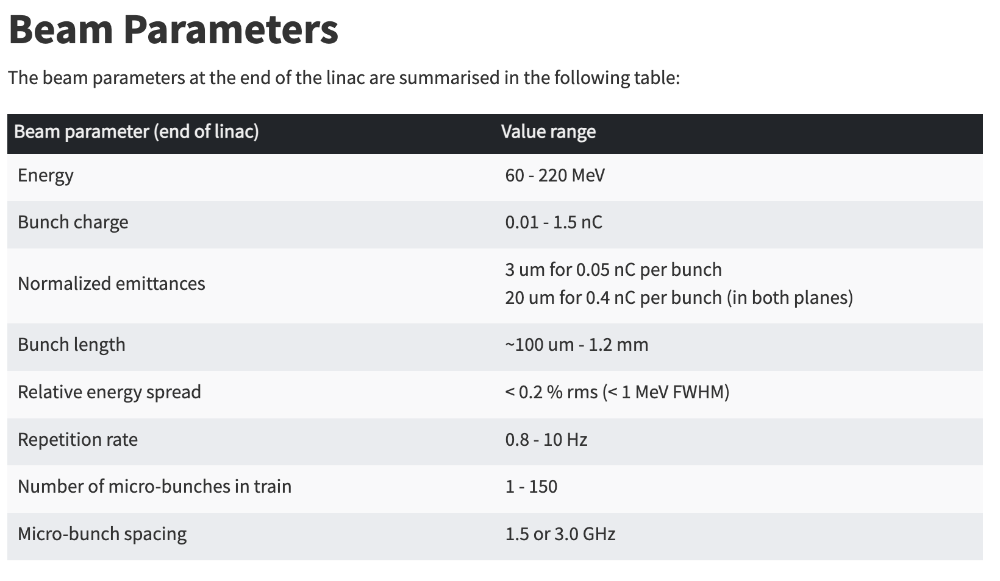 Beam Parameters
The beam parameters at the end of the linac are summarised in the following table:
Beam parameter (end of linac) Value range
Energy 60 - 220 MeV
Bunch charge 0.01 - 1.5 nC
Normalized emittances 3 um for 0.05 nC per bunch
20 um for 0.4 nC per bunch (in both planes)
Bunch length ~100 um - 1.2 mm
Relative energy spread < 0.2 % rms (< 1 MeV FWHM)
Repetition rate 0.8 - 10 Hz
Number of micro-bunches in train 1 - 150
Micro-bunch spacing 1.5 or 3.0 GHz